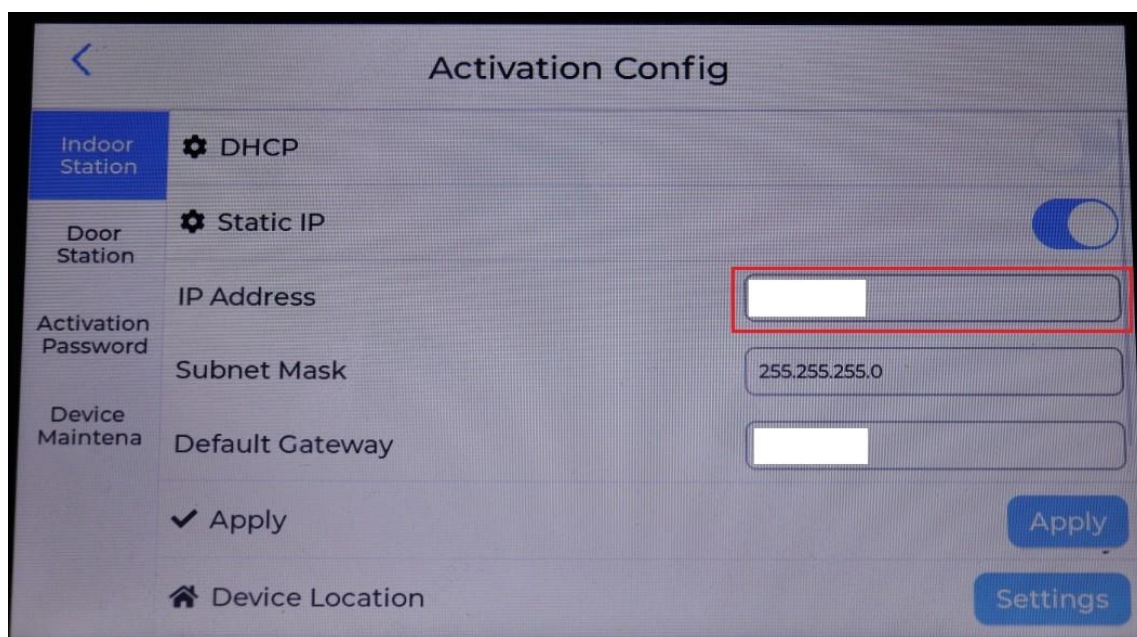 Activation Config
Indoor
Station
Door
Station
Activation
Password
Device
Maintena
DHCP
Static IP
IP Address
Subnet Mask
255.255.255.0
Default Gateway
Apply
Apply
Device Location
Settings